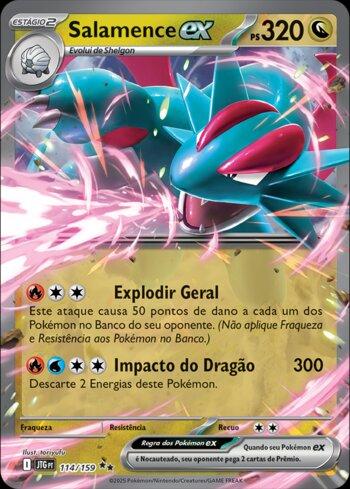 ESTÁGIO 2
Salamence ex
PS 320
Evolui de Shelgon
Explodir Geral
Este ataque causa 50 pontos de dano a cada um dos
Pokémon no Banco do seu oponente. (Não aplique Fraqueza
e Resistência aos Pokémon no Banco.)
Impacto do Dragão 300
Descarte 2 Energias deste Pokémon.
Fraqueza Resistência Recuo
Ilust. toriyufu
I JTG PT 114/159
Regra dos Pokémon ex
Quando seu Pokémon ex
é Nocauteado, seu oponente pega 2 cartas de Prêmio.
©2025 Pokémon/Nintendo/Creatures/GAME FREAK